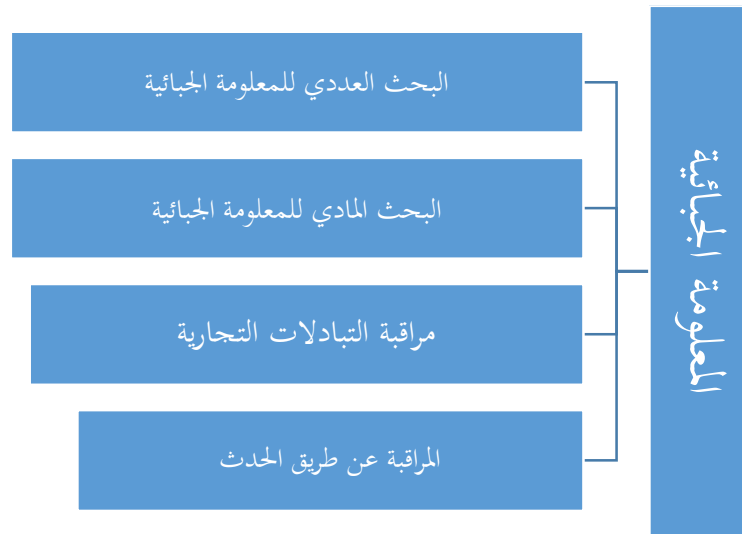 المعلومة الجبائية
البحث العددي للمعلومة الجبائية
البحث المادي للمعلومة الجبائية
مراقبة التبادلات التجارية
المراقبة عن طريق الحدث